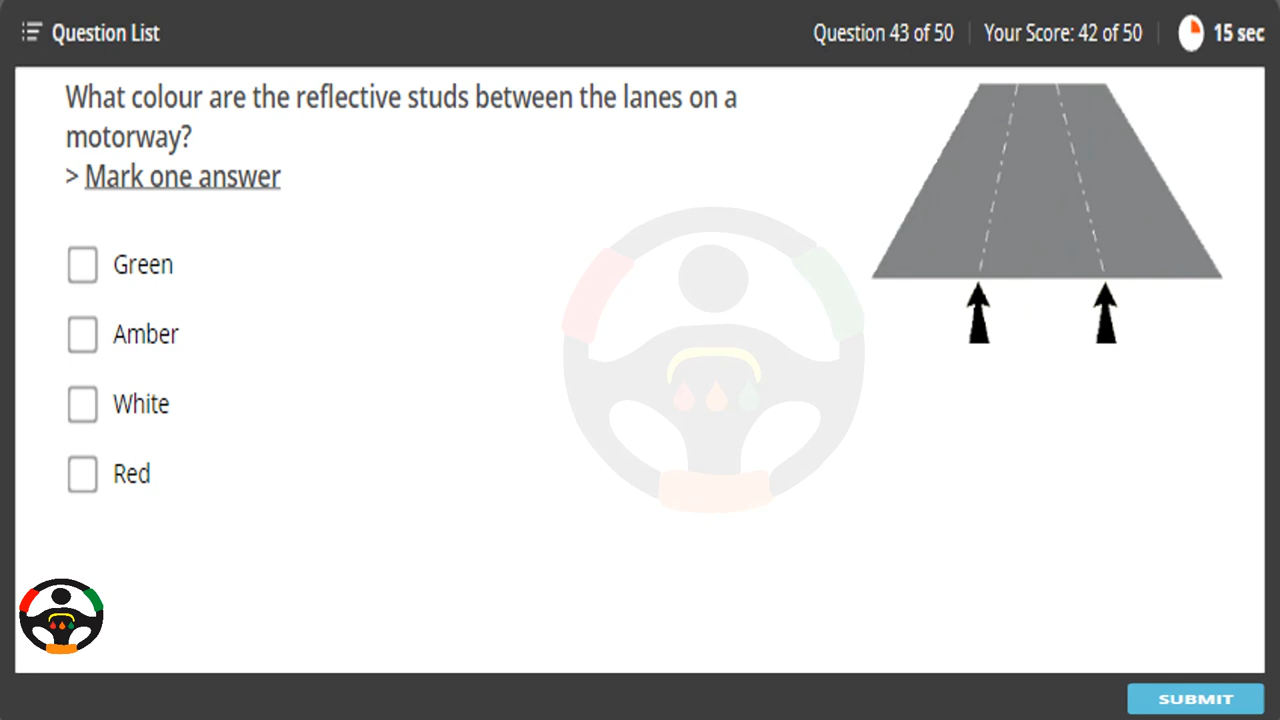 Question List
Question 43 of 50
Your Score: 42 of 50
15 sec
What colour are the reflective studs between the lanes on a
motorway?
> Mark one answer
Green
Amber
White
Red
SUBMIT